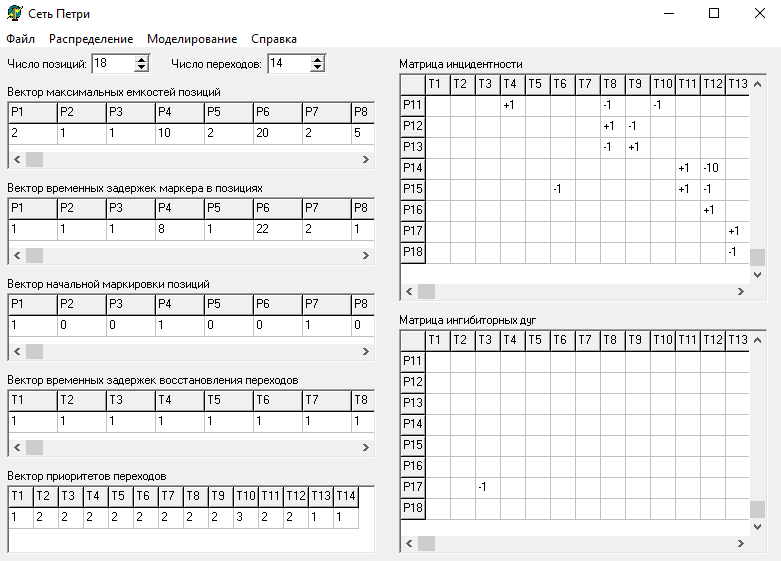 Сеть Петри
Файл Распределение Моделирование Справка
Число позиций: 18 Число переходов: 14
Вектор максимальных емкостей позиций
P1 P2 P3 P4 P5 P6 P7 P8
2 1 1 10 2 20 2 5
Вектор временных задержек маркера в позициях
P1 P2 P3 P4 P5 P6 P7 P8
1 1 1 8 1 22 2 1
Вектор начальной маркировки позиций
P1 P2 P3 P4 P5 P6 P7 P8
1 0 0 1 0 0 1 0
Вектор временных задержек восстановления переходов
T1 T2 T3 T4 T5 T6 T7 T8
1 1 1 1 1 1 1 1
Вектор приоритетов переходов
T1 T2 T3 T4 T5 T6 T7 T8 T9 T10 T11 T12 T13 T14
1 2 2 2 2 2 2 2 2 3 2 2 1 1
Матрица инцидентности
T1 T2 T3 T4 T5 T6 T7 T8 T9 T10 T11 T12 T13
P11 +1 -1 -1
P12 +1 -1
P13 -1 +1
P14 +1 -10
P15 -1 +1 -1
P16 +1
P17 +1
P18 -1
Матрица ингибиторных дуг
T1 T2 T3 T4 T5 T6 T7 T8 T9 T10 T11 T12 T13
P11
P12
P13
P14
P15
P16
P17 -1
P18